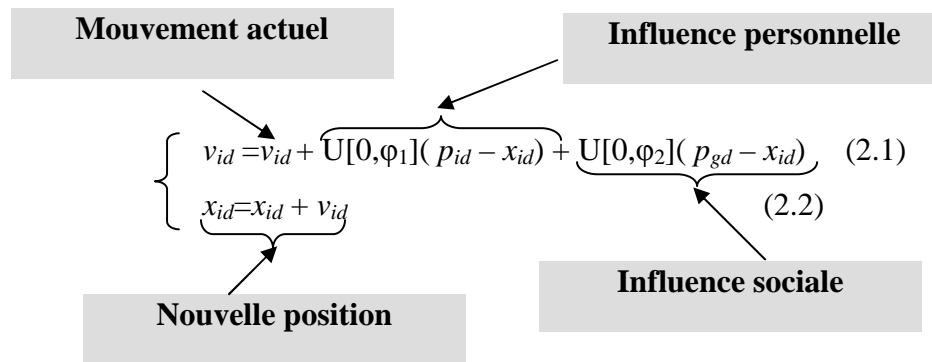 Mouvement actuel
Influence personnelle
v_id =v_id + U[0,φ₁]( p_id – x_id) + U[0,φ₂]( p_gd – x_id) (2.1)
x_id=x_id + v_id (2.2)
Influence sociale
Nouvelle position